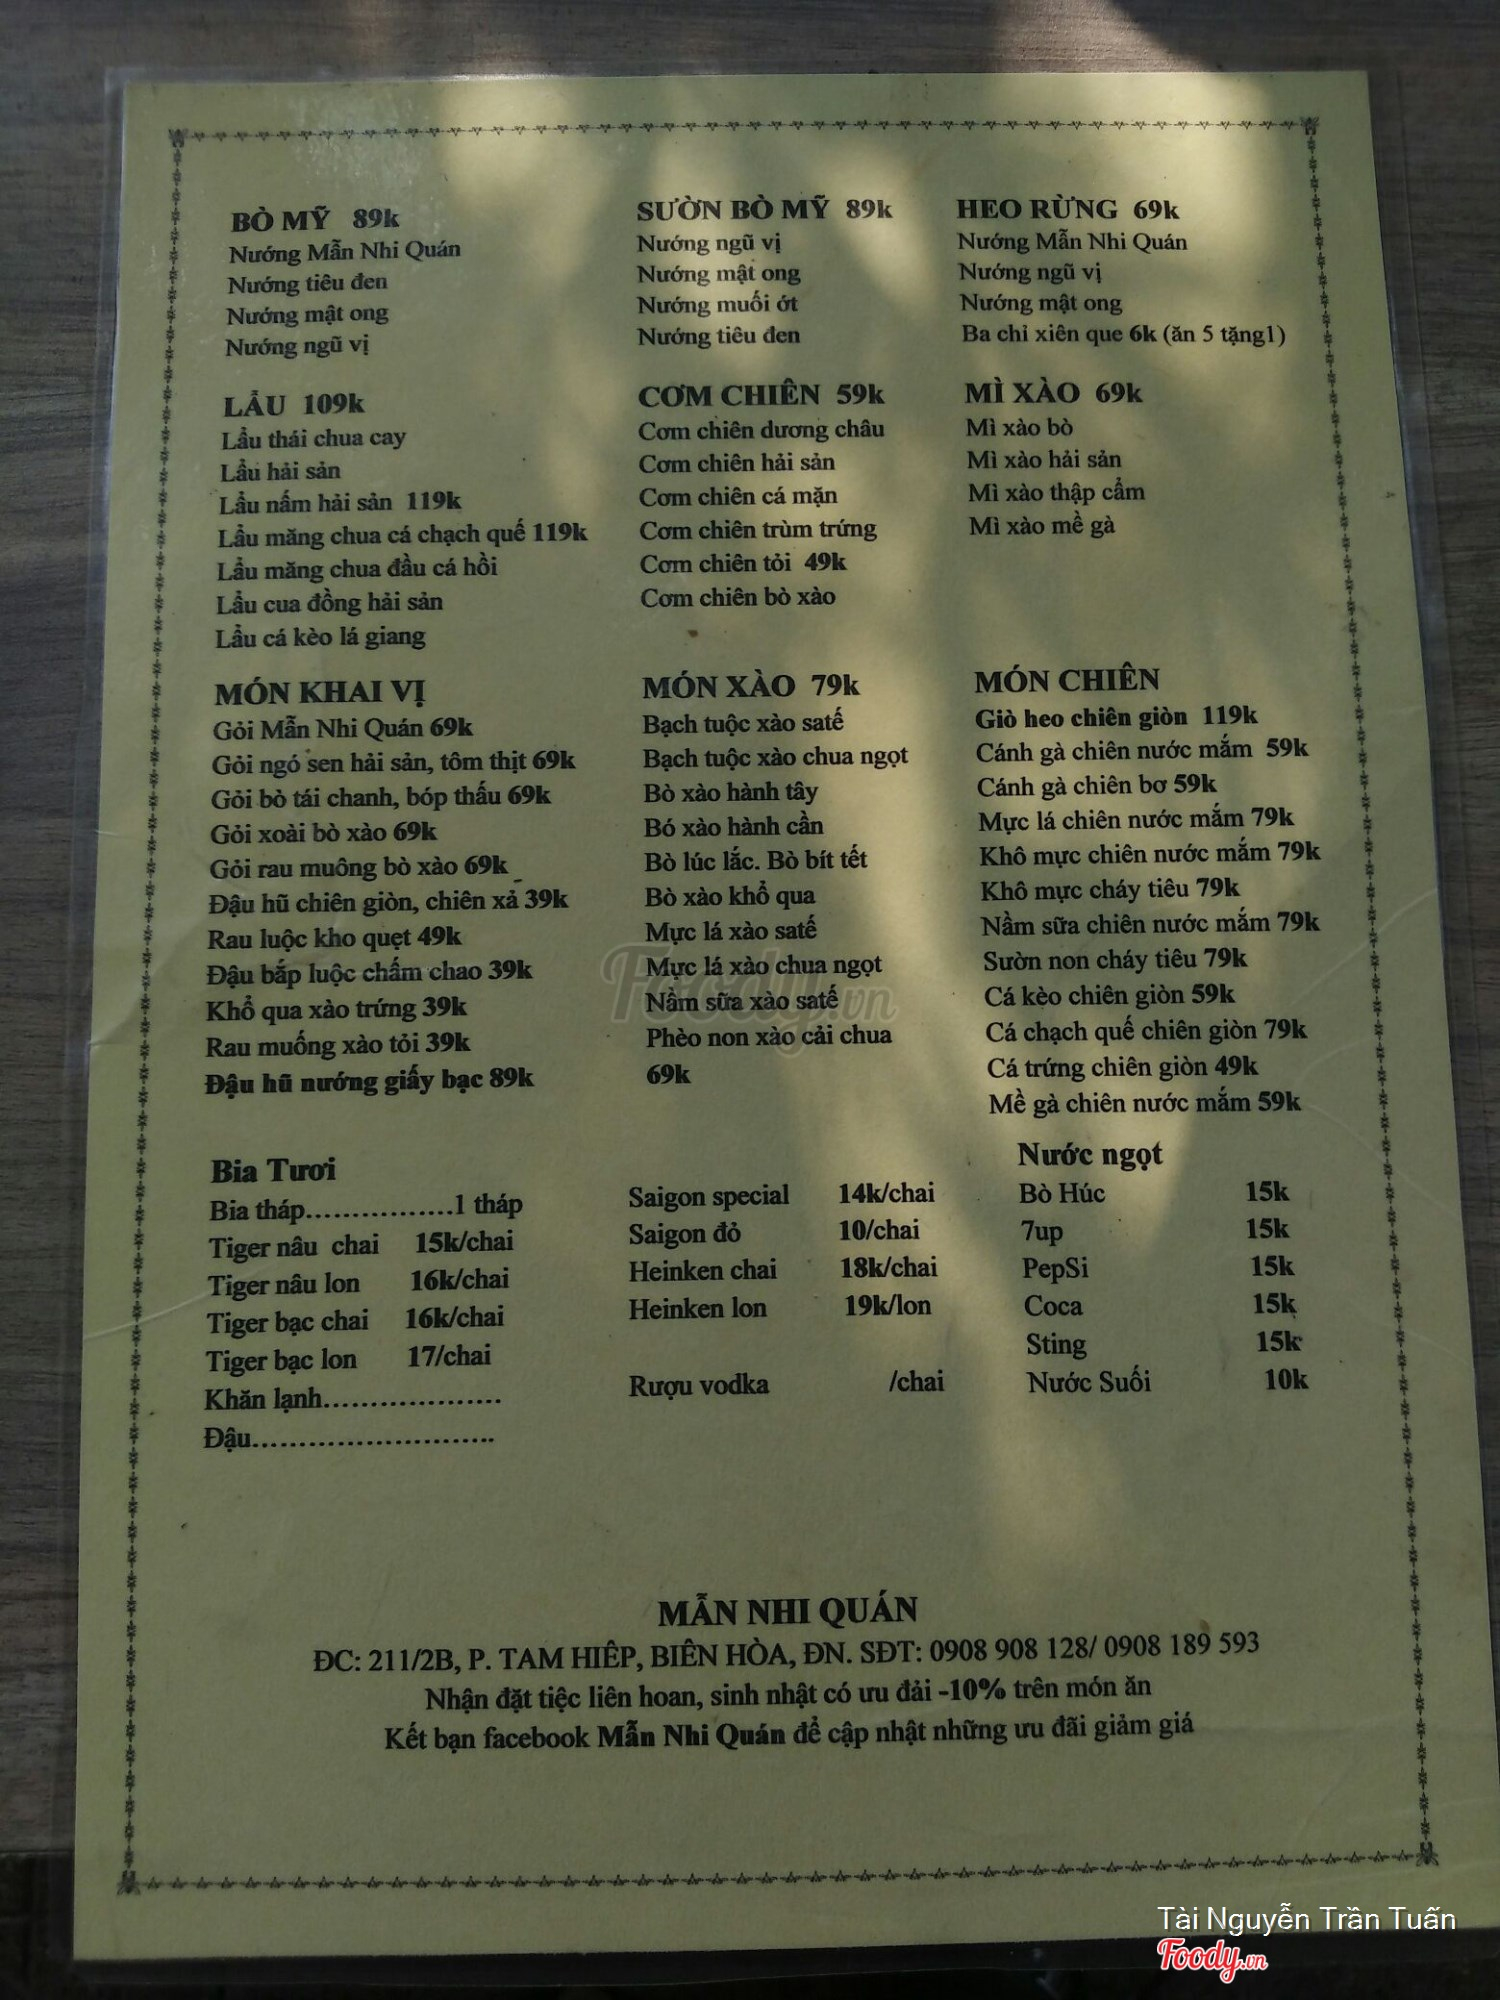 BÒ MỸ 89k
Nướng Mẫn Nhi Quán
Nướng tiêu đen
Nướng mật ong
Nướng ngũ vị
SƯỜN BÒ MỸ 89k
Nướng ngũ vị
Nướng mật ong
Nướng muối ớt
Nướng tiêu đen
HEO RỪNG 69k
Nướng Mẫn Nhi Quán
Nướng ngũ vị
Nướng mật ong
Ba chỉ xiên que 6k (ăn 5 tặng1)
LẨU 109k
Lẩu thái chua cay
Lẩu hải sản
Lẩu nấm hải sản 119k
Lẩu măng chua cá chạch quế 119k
Lẩu măng chua đầu cá hồi
Lẩu cua đồng hải sản
Lẩu cá kèo lá giang
CƠM CHIÊN 59k
Cơm chiên dương châu
Cơm chiên hải sản
Cơm chiên cá mặn
Cơm chiên trùm trứng
Cơm chiên tỏi 49k
Cơm chiên bò xào
MÌ XÀO 69k
Mì xào bò
Mì xào hải sản
Mì xào thập cẩm
Mì xào mề gà
MÓN KHAI VỊ
Gỏi Mẫn Nhi Quán 69k
Gỏi ngó sen hải sản, tôm thịt 69k
Gỏi bò tái chanh, bóp thấu 69k
Gỏi xoài bò xào 69k
Gỏi rau muông bò xào 69k
Đậu hũ chiên giòn, chiên xả 39k
Rau luộc kho quẹt 49k
Đậu bắp luộc chấm chao 39k
Khổ qua xào trứng 39k
Rau muống xào tỏi 39k
Đậu hũ nướng giấy bạc 89k
MÓN XÀO 79k
Bạch tuộc xào satế
Bạch tuộc xào chua ngọt
Bò xào hành tây
Bó xào hành cần
Bò lúc lắc. Bò bít tết
Bò xào khổ qua
Mực lá xào satế
Mực lá xào chua ngọt
Nầm sữa xào satế
Phèo non xào cải chua
69k
MÓN CHIÊN
Giò heo chiên giòn 119k
Cánh gà chiên nước mắm 59k
Cánh gà chiên bơ 59k
Mực lá chiên nước mắm 79k
Khô mực chiên nước mắm 79k
Khô mực cháy tiêu 79k
Nầm sữa chiên nước mắm 79k
Sườn non cháy tiêu 79k
Cá kèo chiên giòn 59k
Cá chạch quế chiên giòn 79k
Cá trứng chiên giòn 49k
Mề gà chiên nước mắm 59k
Bia Tươi
Bia tháp.................1 tháp
Tiger nâu chai 15k/chai
Tiger nâu lon 16k/chai
Tiger bạc chai 16k/chai
Tiger bạc lon 17/chai
Khăn lạnh...................
Đậu..........................
Saigon special 14k/chai
Saigon đỏ 10/chai
Heinken chai 18k/chai
Heinken lon 19k/lon
Rượu vodka /chai
Nước ngọt
Bò Húc 15k
7up 15k
PepSi 15k
Coca 15k
Sting 15k
Nước Suối 10k
MẪN NHI QUÁN
ĐC: 211/2B, P. TAM HIÊP, BIÊN HÒA, ĐN. SĐT: 0908 908 128/ 0908 189 593
Nhận đặt tiệc liên hoan, sinh nhật có ưu đải -10% trên món ăn
Kết bạn facebook Mẫn Nhi Quán để cập nhật những ưu đãi giảm giá
Foody.vn
Tài Nguyễn Trần Tuấn
Foody.vn